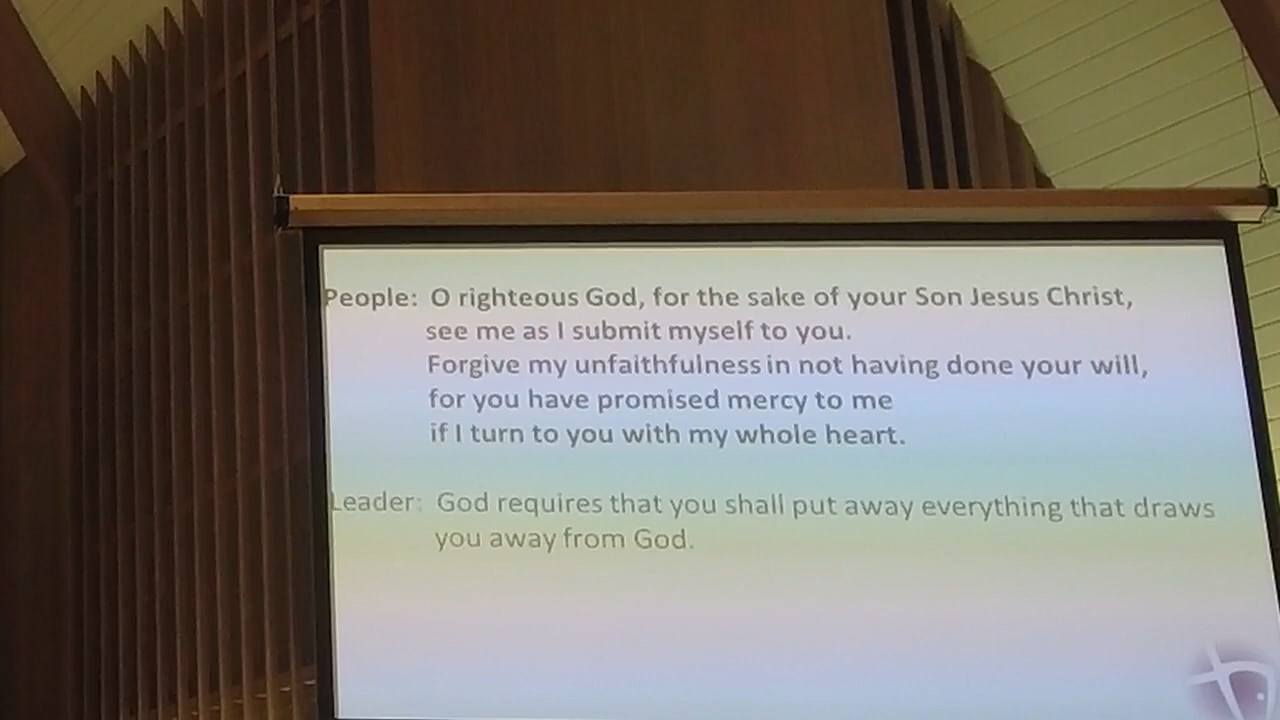 People: O righteous God, for the sake of your Son Jesus Christ,
see me as I submit myself to you.
Forgive my unfaithfulness in not having done your will,
for you have promised mercy to me
if I turn to you with my whole heart.
Leader: God requires that you shall put away everything that draws
you away from God.